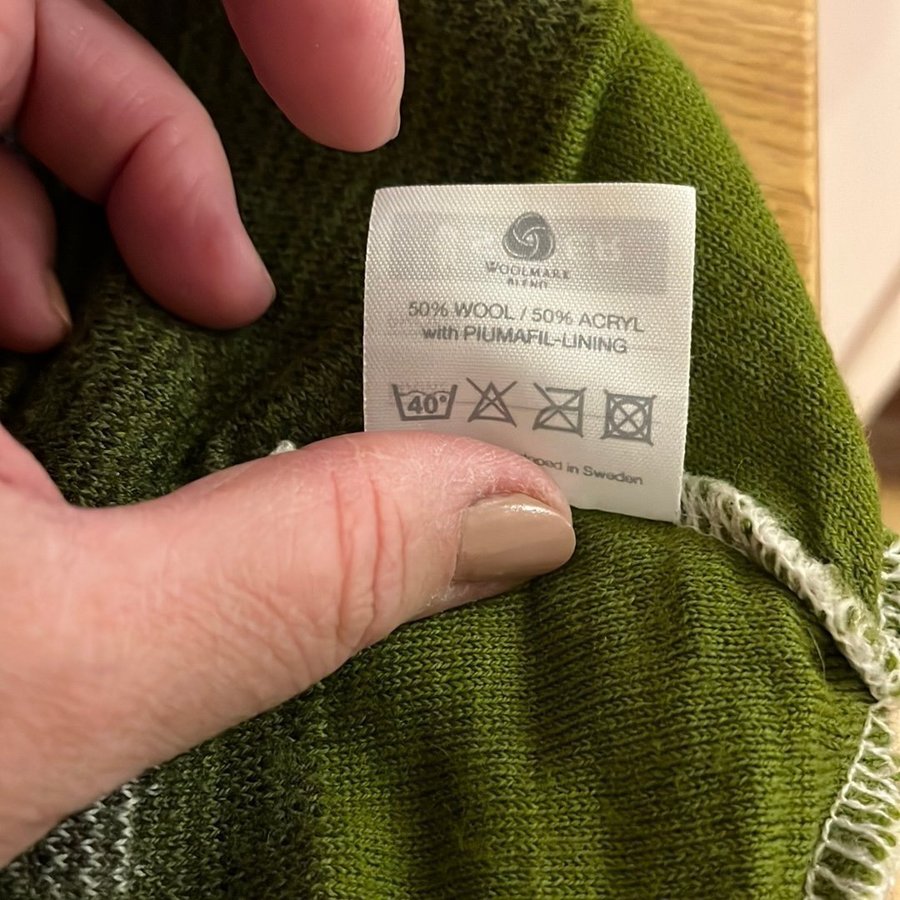 WOOLMARK
BLEND
50% WOOL / 50% ACRYL
with PIUMAFIL-LINING
40°
in Sweden